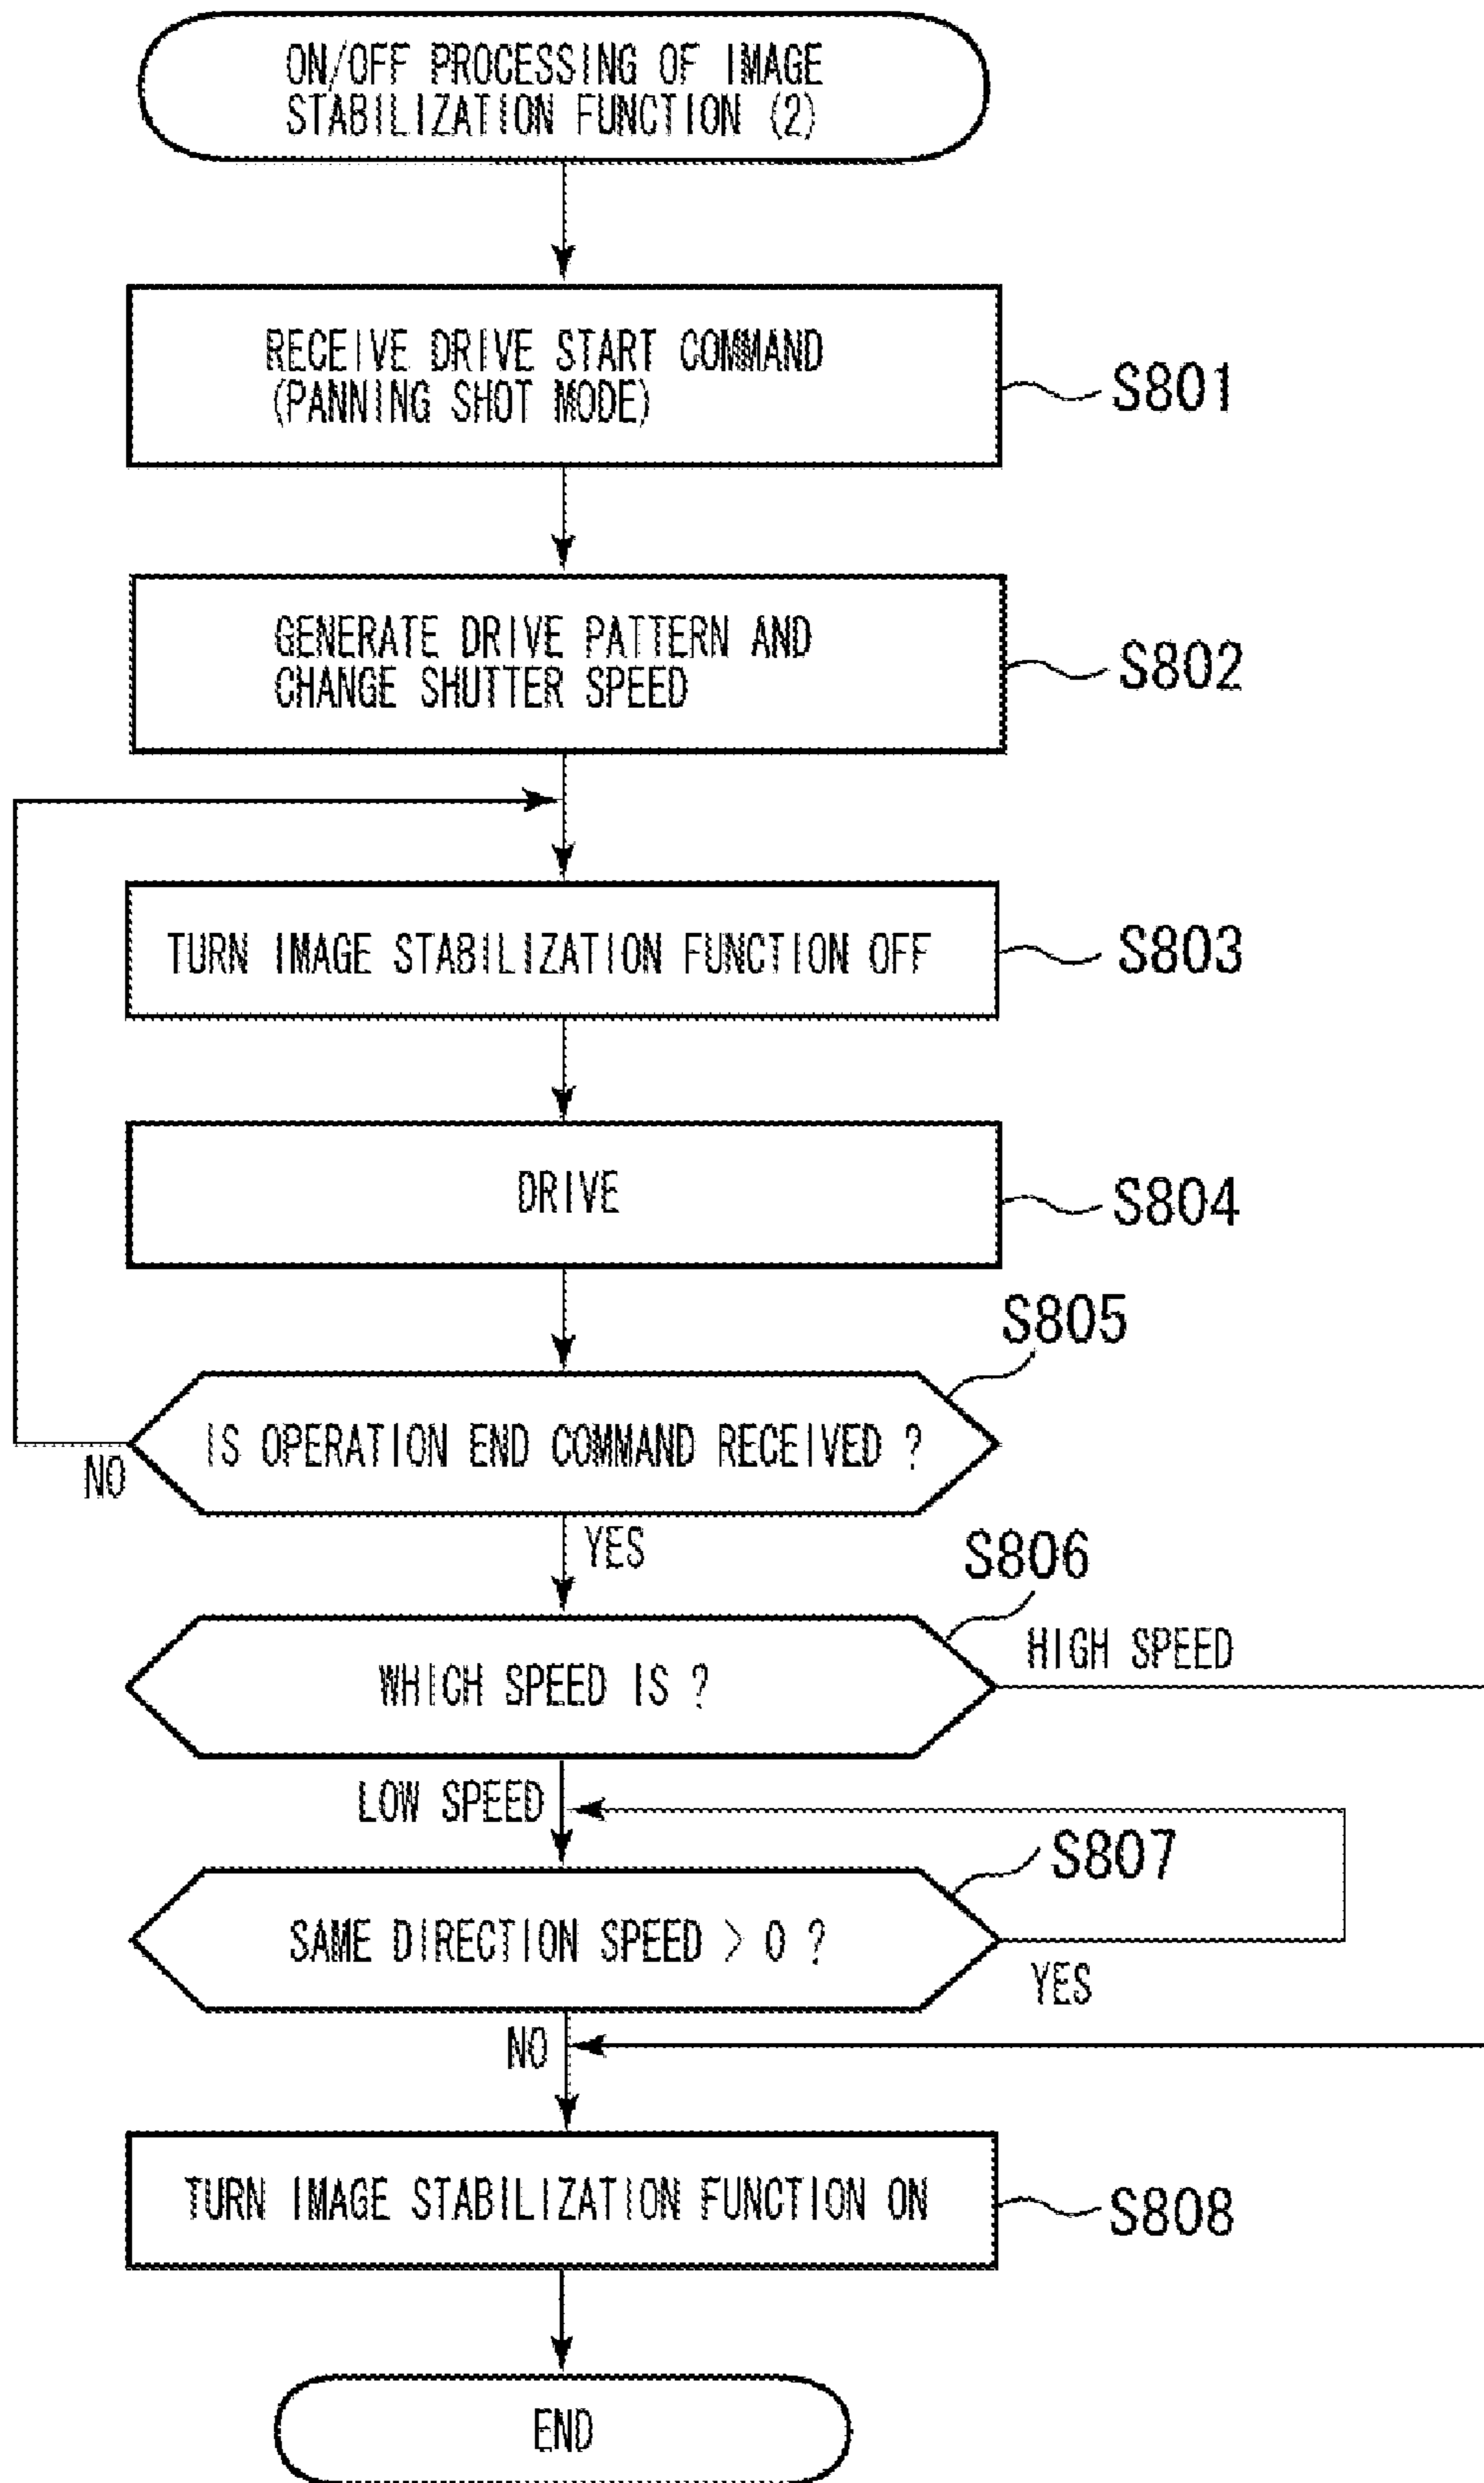 ON/OFF PROCESSING OF IMAGE
STABILIZATION FUNCTION (2)
RECEIVE DRIVE START COMMAND
(PANNING SHOT MODE)
S801
GENERATE DRIVE PATTERN AND
CHANGE SHUTTER SPEED
S802
TURN IMAGE STABILIZATION FUNCTION OFF
S803
DRIVE
S804
S805
IS OPERATION END COMMAND RECEIVED ?
NO
YES
S806
WHICH SPEED IS ?
HIGH SPEED
LOW SPEED
S807
SAME DIRECTION SPEED > 0 ?
YES
NO
TURN IMAGE STABILIZATION FUNCTION ON
S808
END